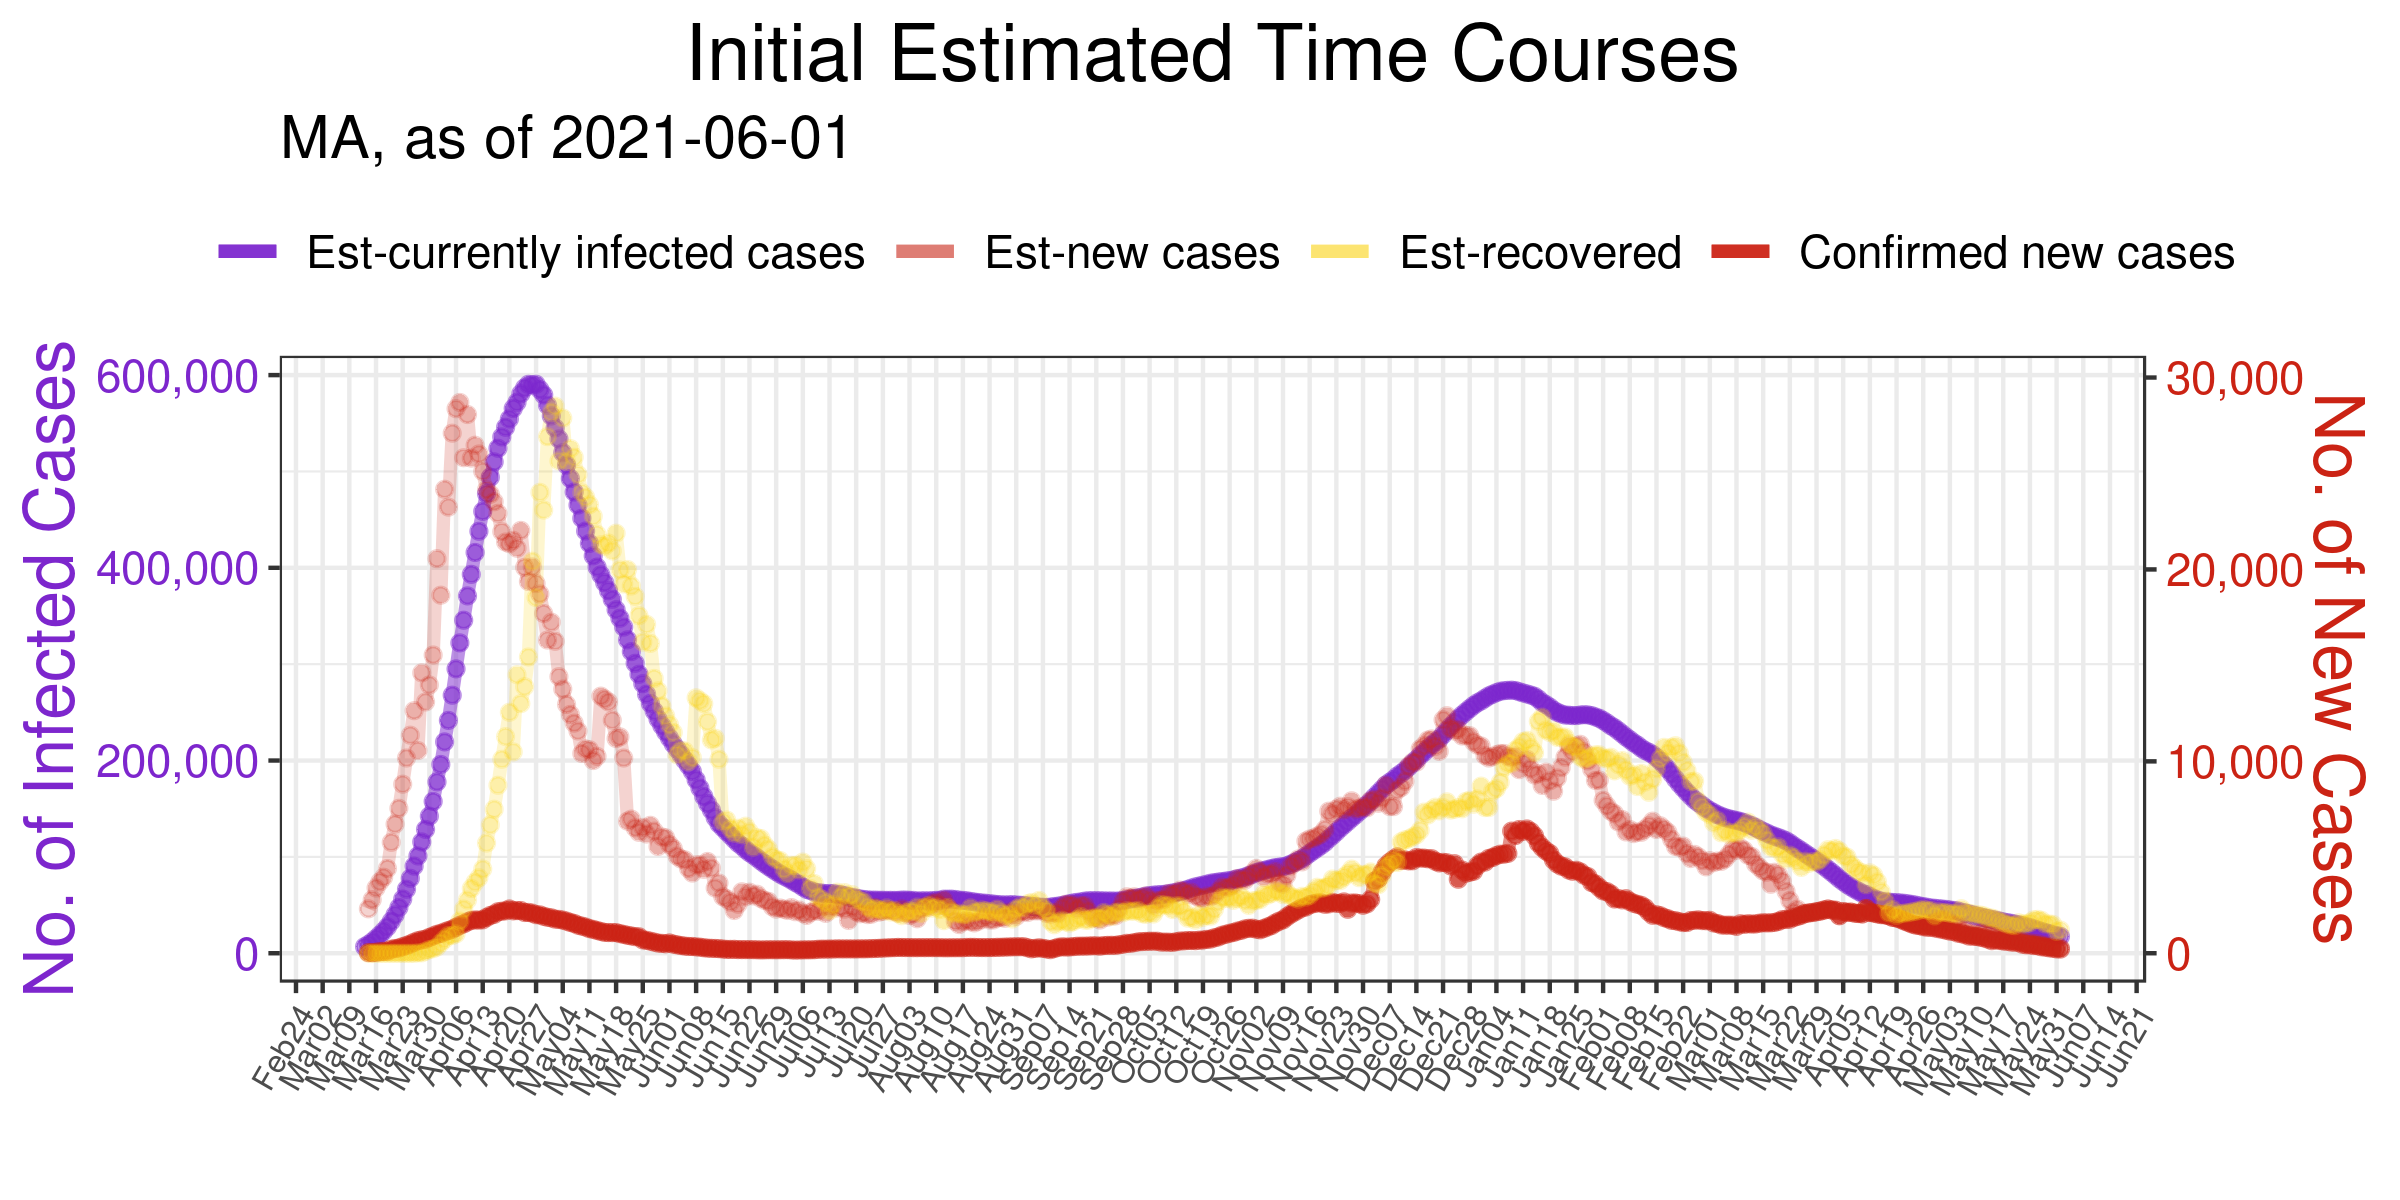 Initial Estimated Time Courses
MA, as of 2021-06-01
Est-currently infected cases Est-new cases Est-recovered Confirmed new cases
No. of Infected Cases
600,000
400,000
200,000
0
30,000
20,000
10,000
0
No. of New Cases
Feb24 Mar02 Mar09 Mar16 Mar23 Mar30 Apr06 Apr13 Apr20 Apr27 May04 May11 May18 May25 Jun01 Jun08 Jun15 Jun22 Jun29 Jul06 Jul13 Jul20 Jul27 Aug03 Aug10 Aug17 Aug24 Aug31 Sep07 Sep14 Sep21 Sep28 Oct05 Oct12 Oct19 Oct26 Nov02 Nov09 Nov16 Nov23 Nov30 Dec07 Dec14 Dec21 Dec28 Jan04 Jan11 Jan18 Jan25 Feb01 Feb08 Feb15 Feb22 Mar01 Mar08 Mar15 Mar22 Mar29 Apr05 Apr12 Apr19 Apr26 May03 May10 May17 May24 May31 Jun07 Jun14 Jun21